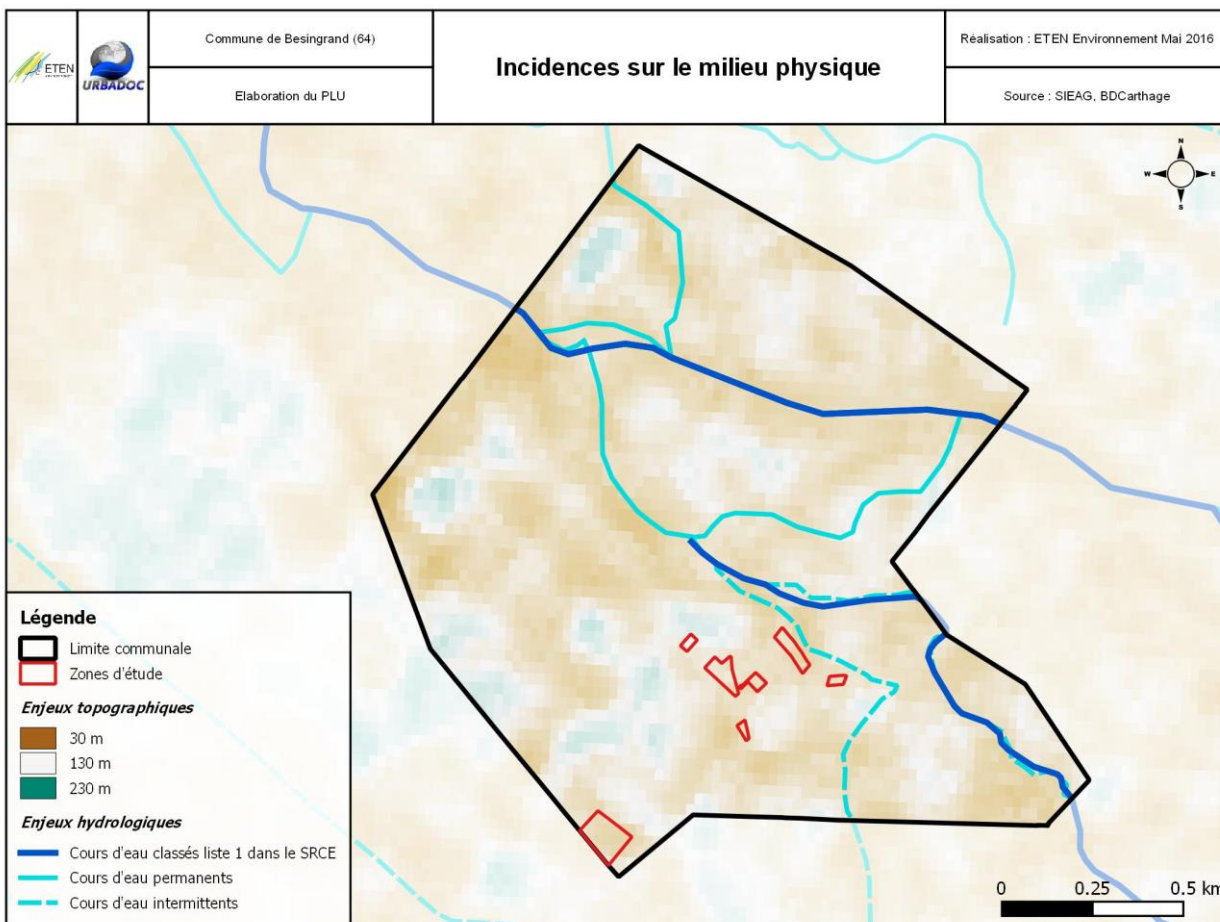 ETEN
URBADOC
Commune de Besingrand (64)
Elaboration du PLU
Incidences sur le milieu physique
Réalisation : ETEN Environnement Mai 2016
Source : SIEAG, BDCarthage
N
W E
S
Légende
Limite communale
Zones d'étude
Enjeux topographiques
30 m
130 m
230 m
Enjeux hydrologiques
Cours d'eau classés liste 1 dans le SRCE
Cours d'eau permanents
Cours d'eau intermittents
0 0.25 0.5 km